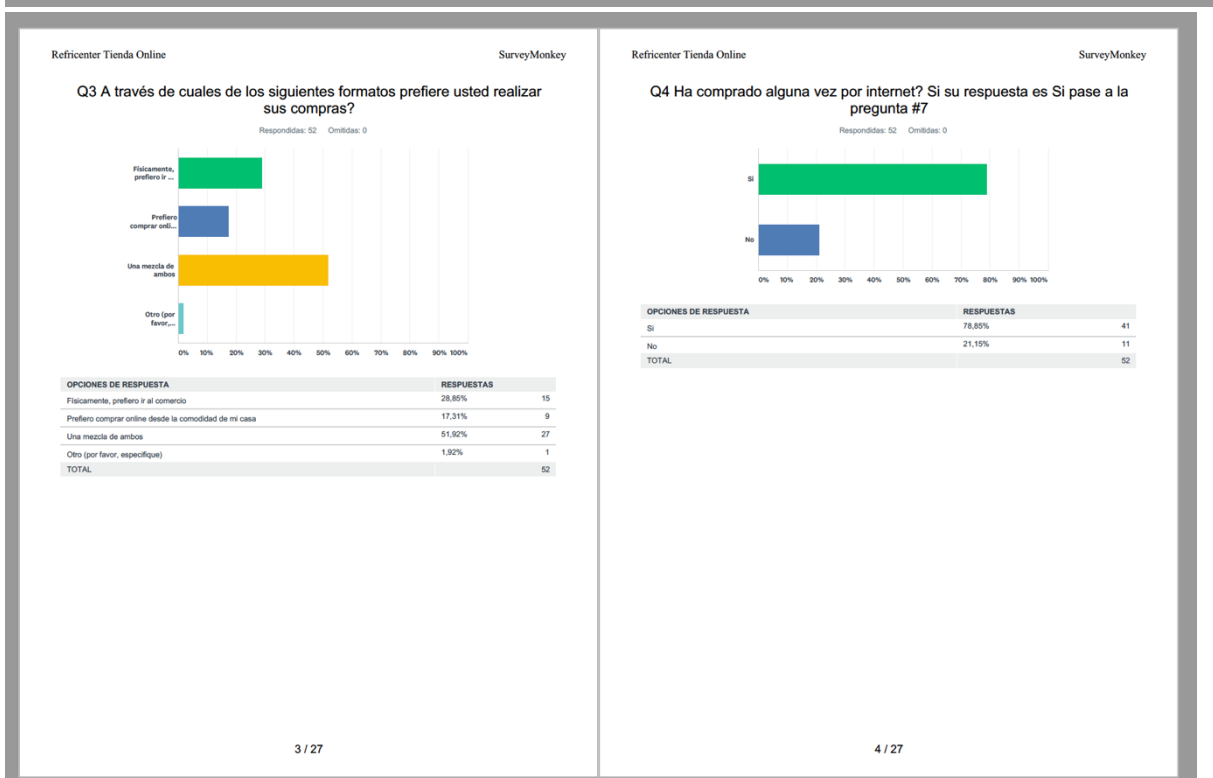 Refricenter Tienda Online SurveyMonkey
Q3 A través de cuales de los siguientes formatos prefiere usted realizar
sus compras?
Respondidas: 52 Omitidas: 0
Físicamente,
prefiero ir ...
Prefiero
comprar onli...
Una mezcla de
ambos
Otro (por
favor,...
0% 10% 20% 30% 40% 50% 60% 70% 80% 90% 100%
OPCIONES DE RESPUESTA RESPUESTAS
Físicamente, prefiero ir al comercio 28,85% 15
Prefiero comprar online desde la comodidad de mi casa 17,31% 9
Una mezcla de ambos 51,92% 27
Otro (por favor, especifique) 1,92% 1
TOTAL 52
3 / 27
Refricenter Tienda Online SurveyMonkey
Q4 Ha comprado alguna vez por internet? Si su respuesta es Si pase a la
pregunta #7
Respondidas: 52 Omitidas: 0
Si
No
0% 10% 20% 30% 40% 50% 60% 70% 80% 90% 100%
OPCIONES DE RESPUESTA RESPUESTAS
Si 78,85% 41
No 21,15% 11
TOTAL 52
4 / 27